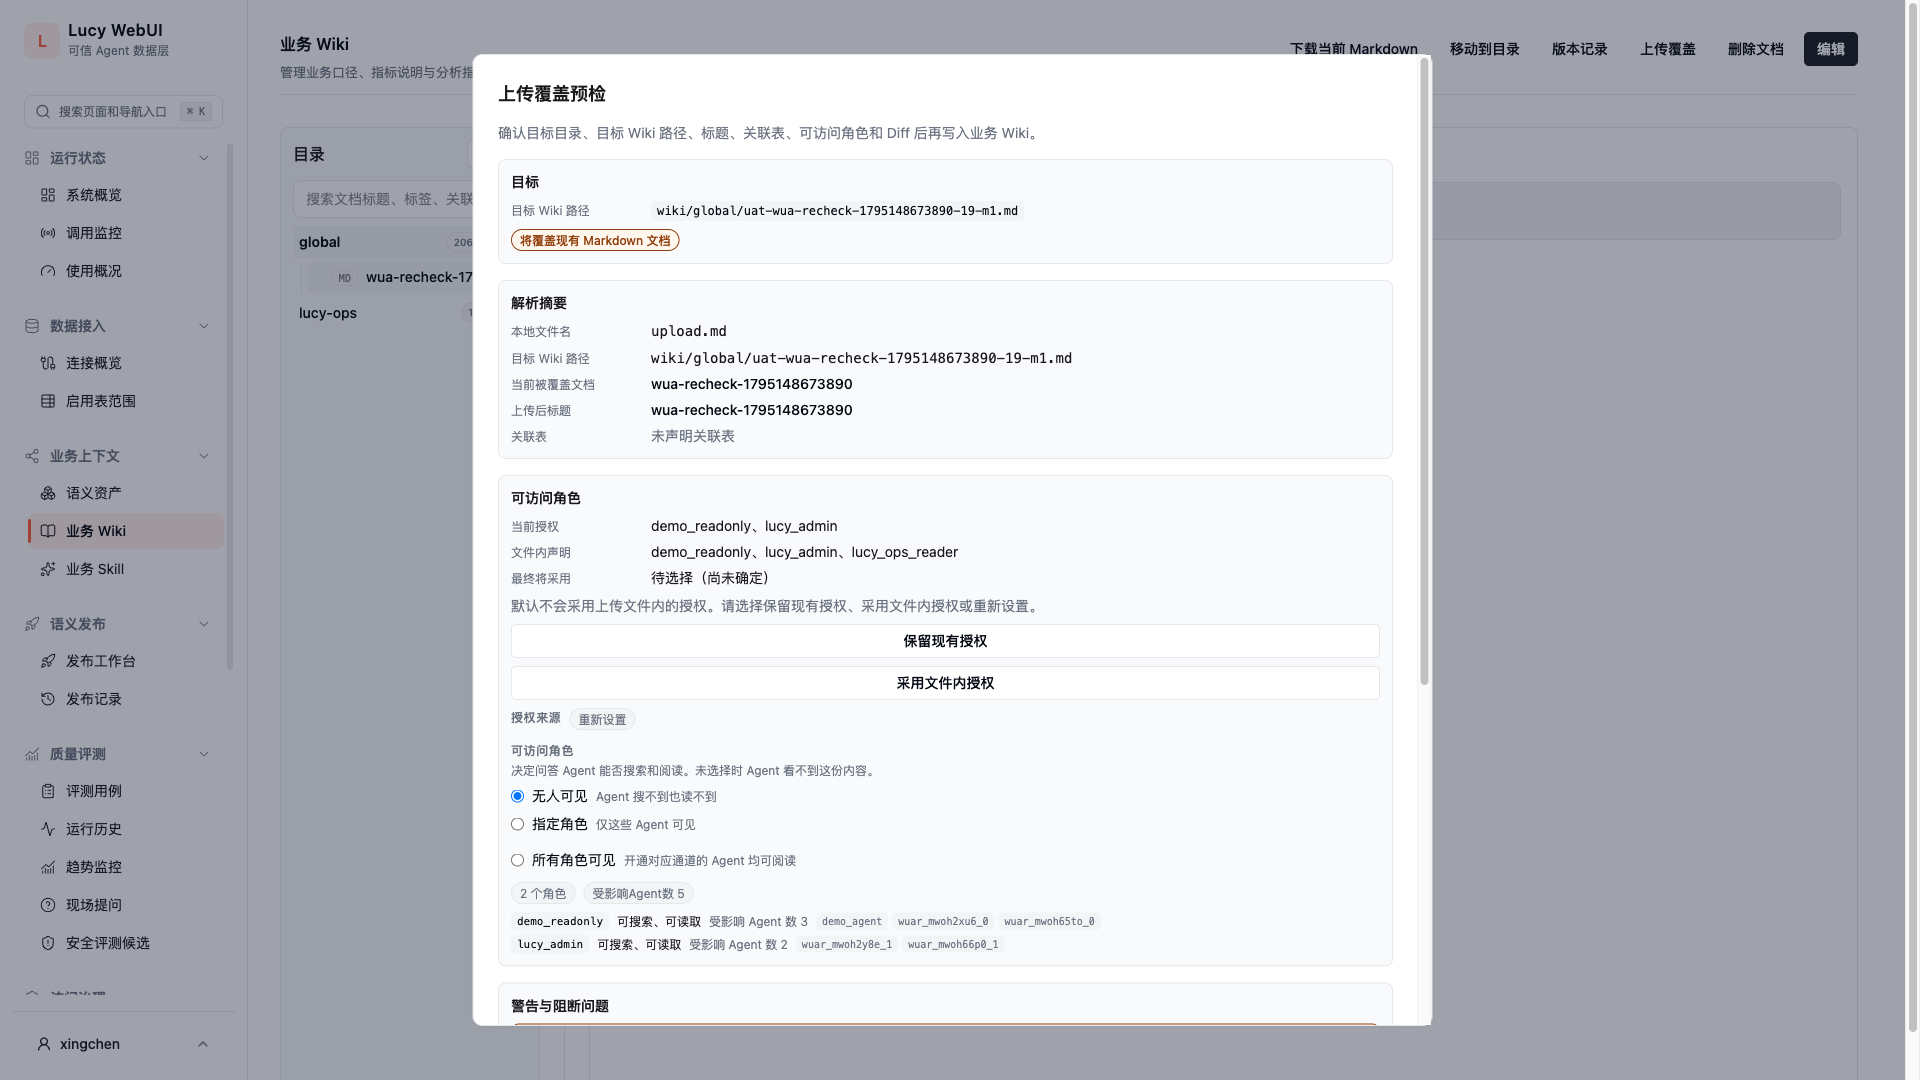 L
Lucy WebUI
可信 Agent 数据层
搜索页面和导航入口
⌘ K
运行状态
系统概览
调用监控
使用概况
数据接入
连接概览
启用表范围
业务上下文
语义资产
业务 Wiki
业务 Skill
语义发布
发布工作台
发布记录
质量评测
评测用例
运行历史
趋势监控
现场提问
安全评测候选
xingchen
业务 Wiki
管理业务口径、指标说明与分析指
下载当前 Markdown
移动到目录
版本记录
上传覆盖
删除文档
编辑
目录
搜索文档标题、标签、关联
global
206
MD
wua-recheck-17
lucy-ops
上传覆盖预检
确认目标目录、目标 Wiki 路径、标题、关联表、可访问角色和 Diff 后再写入业务 Wiki。
目标
目标 Wiki 路径
wiki/global/uat-wua-recheck-1795148673890-19-m1.md
将覆盖现有 Markdown 文档
解析摘要
本地文件名
upload.md
目标 Wiki 路径
wiki/global/uat-wua-recheck-1795148673890-19-m1.md
当前被覆盖文档
wua-recheck-1795148673890
上传后标题
wua-recheck-1795148673890
关联表
未声明关联表
可访问角色
当前授权
demo_readonly、lucy_admin
文件内声明
demo_readonly、lucy_admin、lucy_ops_reader
最终将采用
待选择（尚未确定）
默认不会采用上传文件内的授权。请选择保留现有授权、采用文件内授权或重新设置。
保留现有授权
采用文件内授权
授权来源
重新设置
可访问角色
决定问答 Agent 能否搜索和阅读。未选择时 Agent 看不到这份内容。
无人可见 Agent 搜不到也读不到
指定角色 仅这些 Agent 可见
所有角色可见 开通对应通道的 Agent 均可阅读
2 个角色
受影响Agent数 5
demo_readonly 可搜索、可读取 受影响 Agent 数 3 demo_agent wuar_mwoh2xu6_0 wuar_mwoh65to_0
lucy_admin 可搜索、可读取 受影响 Agent 数 2 wuar_mwoh2y8e_1 wuar_mwoh66p0_1
警告与阻断问题